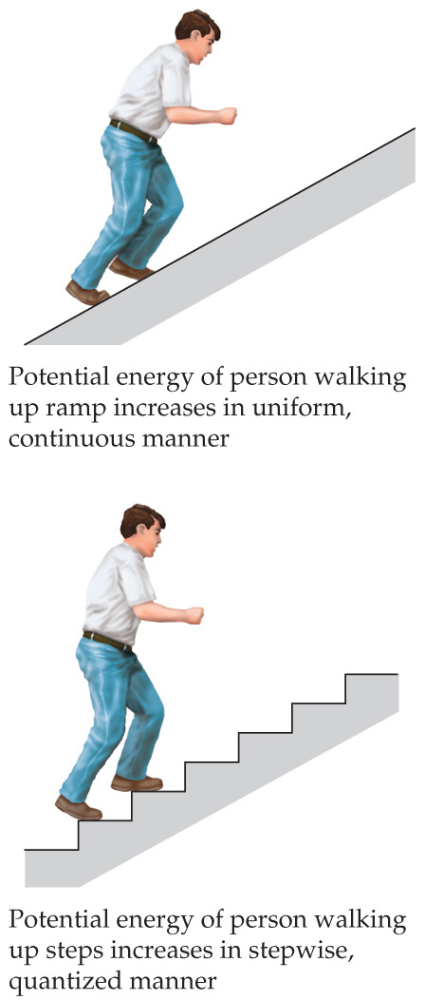 Potential energy of person walking
up ramp increases in uniform,
continuous manner
Potential energy of person walking
up steps increases in stepwise,
quantized manner